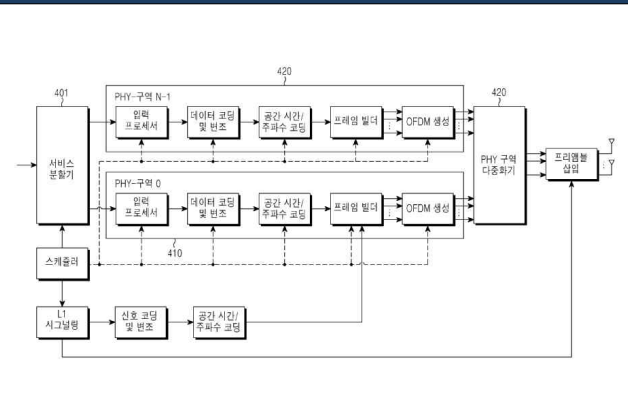 420
401
PHY-구역 N-1
420
입력
프로세서
데이터 코딩
및 변조
공간 시간/
주파수 코딩
프레임 빌더
OFDM 생성
서비스
분할기
PHY 구역
다중화기
프리앰블
삽입
PHY-구역 0
입력
프로세서
데이터 코딩
및 변조
공간 시간/
주파수 코딩
프레임 빌더
OFDM 생성
410
스케쥴러
L1
시그널링
신호 코딩
및 변조
공간 시간/
주파수 코딩